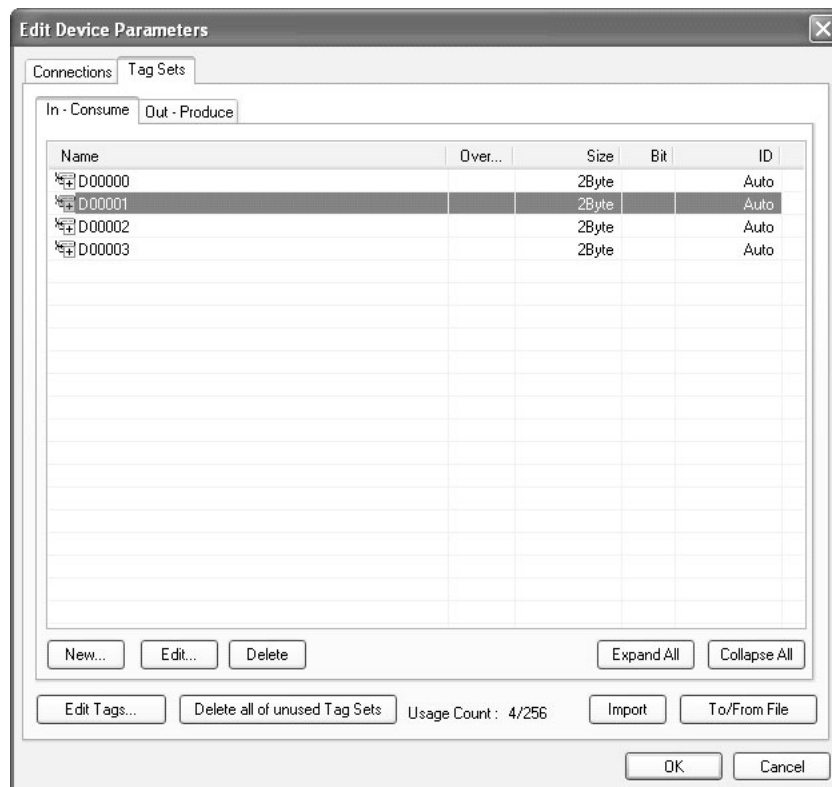 Edit Device Parameters
Connections Tag Sets
In - Consume Out - Produce
Name Over... Size Bit ID
D00000 2Byte Auto
D00001 2Byte Auto
D00002 2Byte Auto
D00003 2Byte Auto
New... Edit... Delete Expand All Collapse All
Edit Tags... Delete all of unused Tag Sets Usage Count : 4/256 Import To/From File
OK Cancel